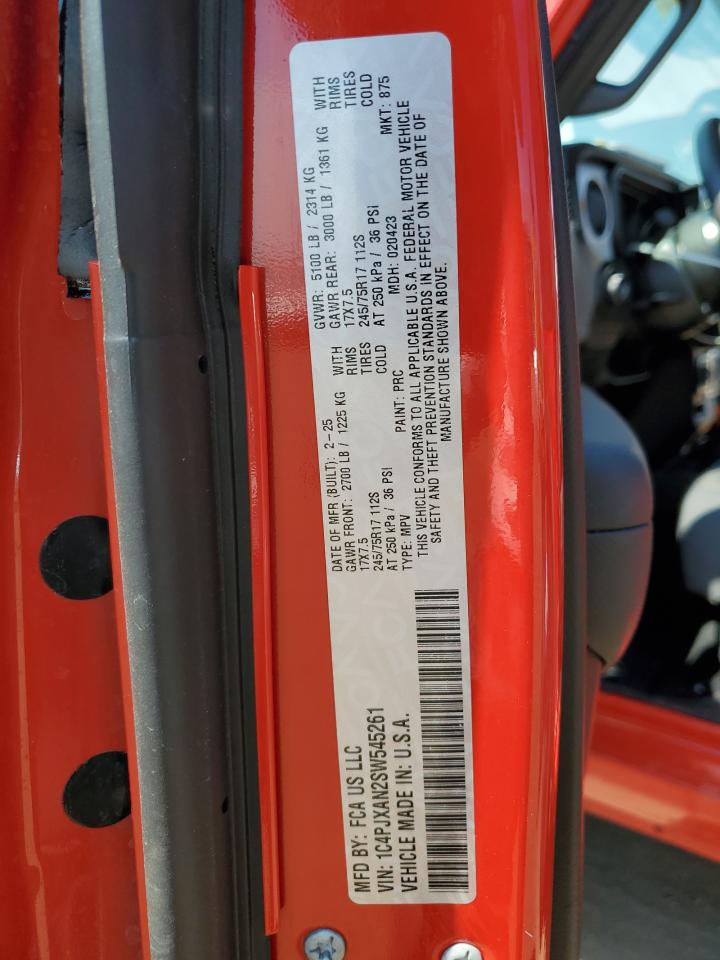 MFD BY: FCA US LLC
DATE OF MFR (BUILT): 2-25
GVWR: 5100 LB / 2314 KG
GAWR FRONT: 2700 LB / 1225 KG WITH
GAWR REAR: 3000 LB / 1361 KG WITH
17X7.5 RIMS
17X7.5 RIMS
245/75R17 112S TIRES
245/75R17 112S TIRES
AT 250 kPa / 36 PSI COLD
AT 250 kPa / 36 PSI COLD
VIN: 1C4PJXAN2SW545261
TYPE: MPV PAINT: PRC MDH: 020423 MKT: 875
VEHICLE MADE IN: U.S.A.
THIS VEHICLE CONFORMS TO ALL APPLICABLE U.S.A. FEDERAL MOTOR VEHICLE
SAFETY AND THEFT PREVENTION STANDARDS IN EFFECT ON THE DATE OF
MANUFACTURE SHOWN ABOVE.